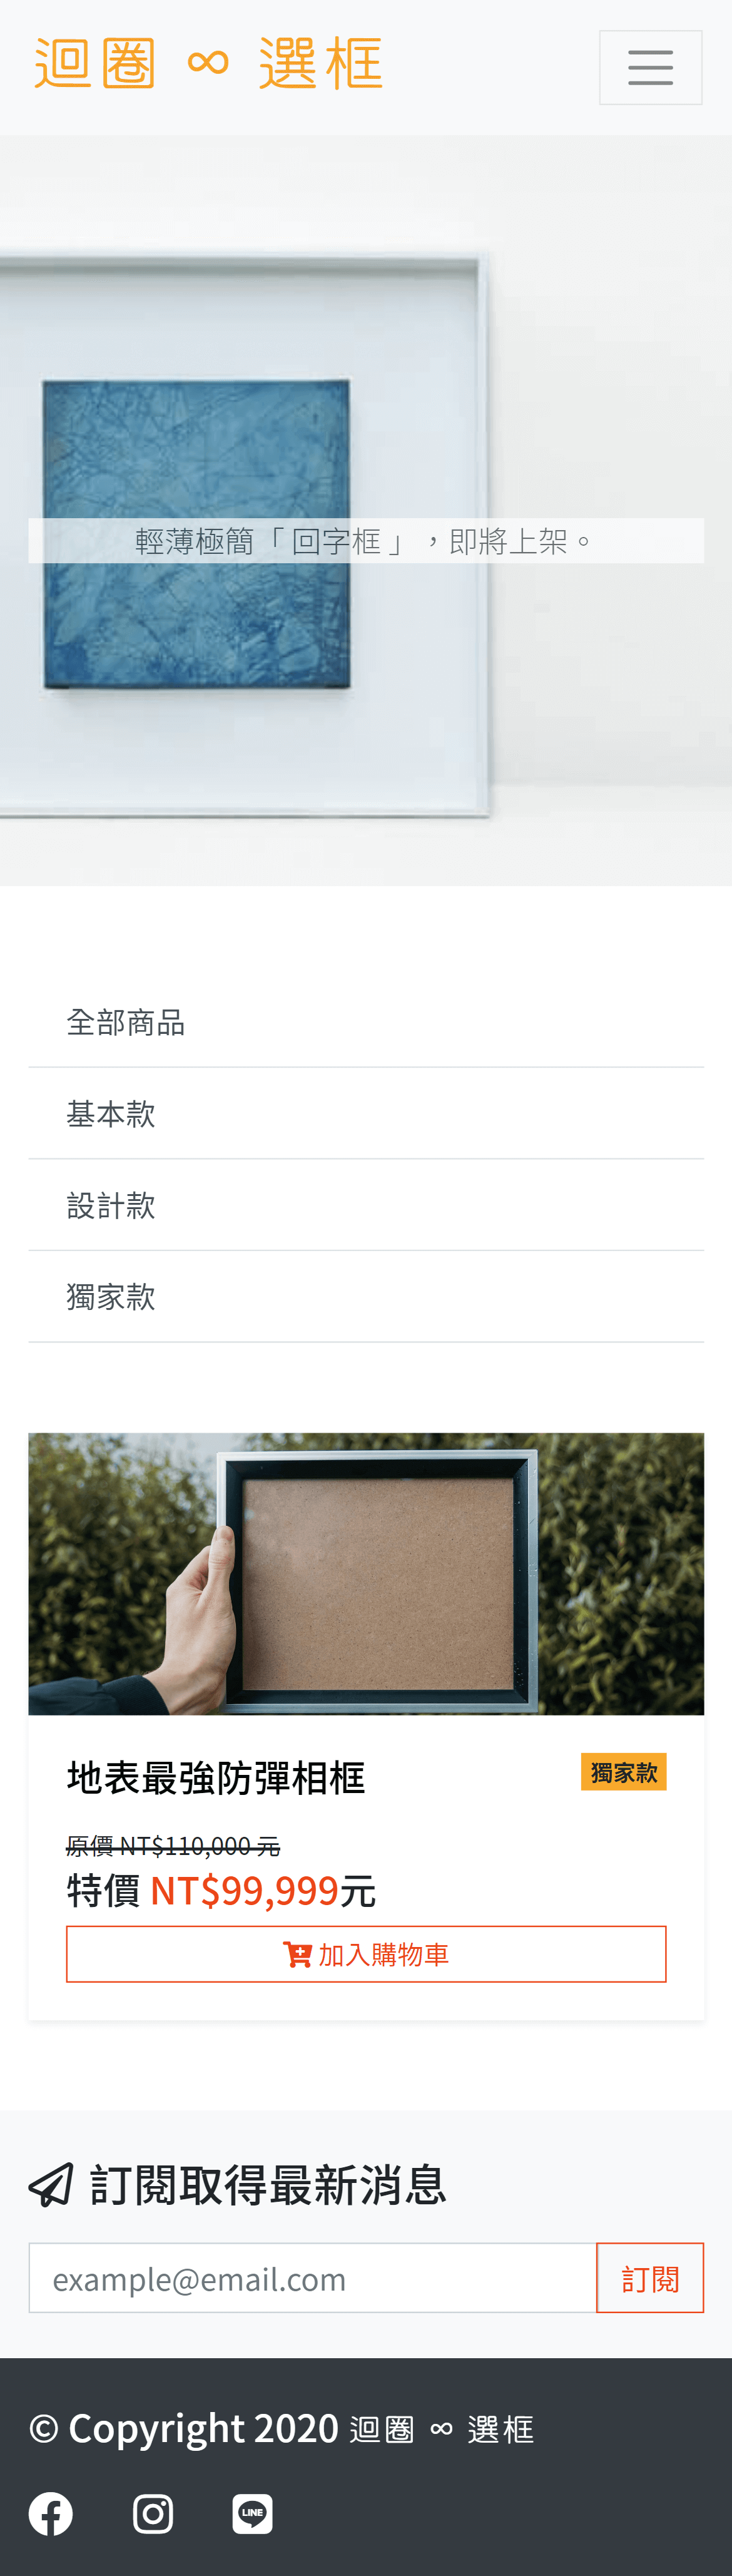 迴圈 ∞ 選框
輕薄極簡「 回字框 」，即將上架。
全部商品
基本款
設計款
獨家款
地表最強防彈相框
獨家款
原價 NT$110,000 元
特價 NT$99,999元
加入購物車
訂閱取得最新消息
example@email.com
訂閱
© Copyright 2020 迴圈 ∞ 選框
LINE